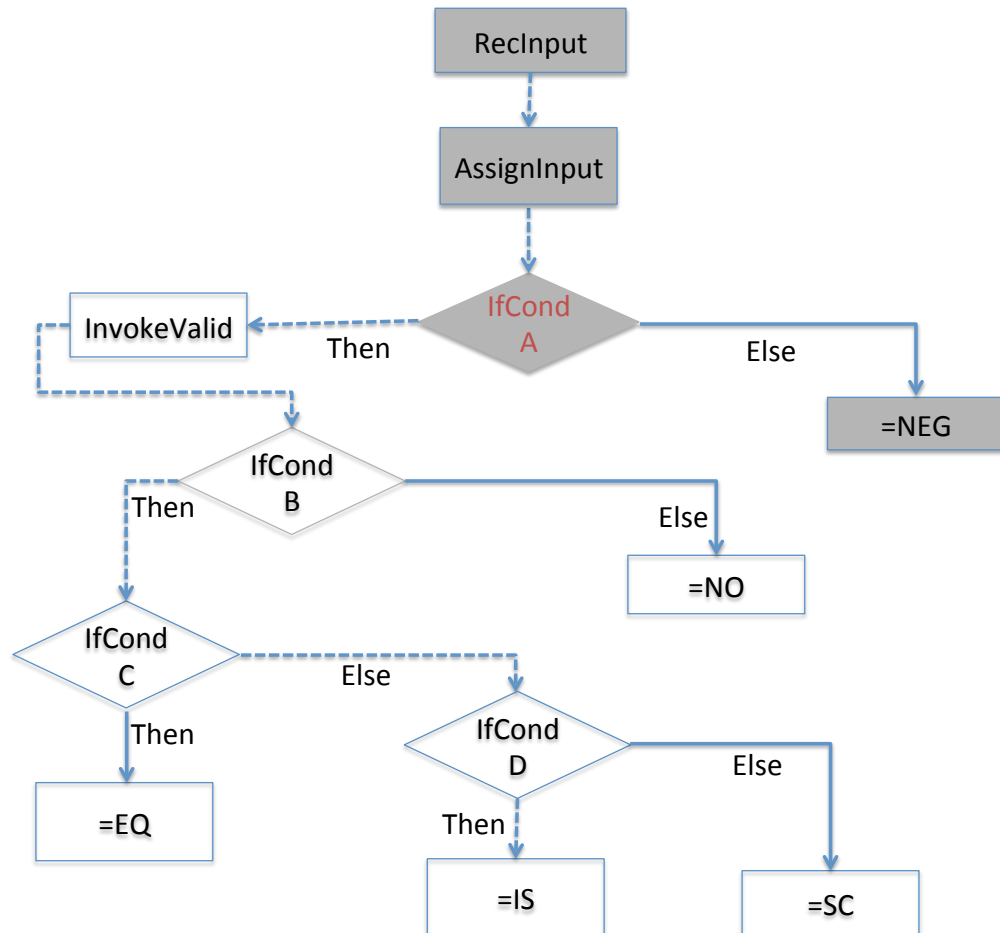 RecInput
AssignInput
IfCond
A
InvokeValid
Then
Else
=NEG
IfCond
B
Then
Else
=NO
IfCond
C
Else
Then
IfCond
D
Else
=EQ
Then
=IS
=SC